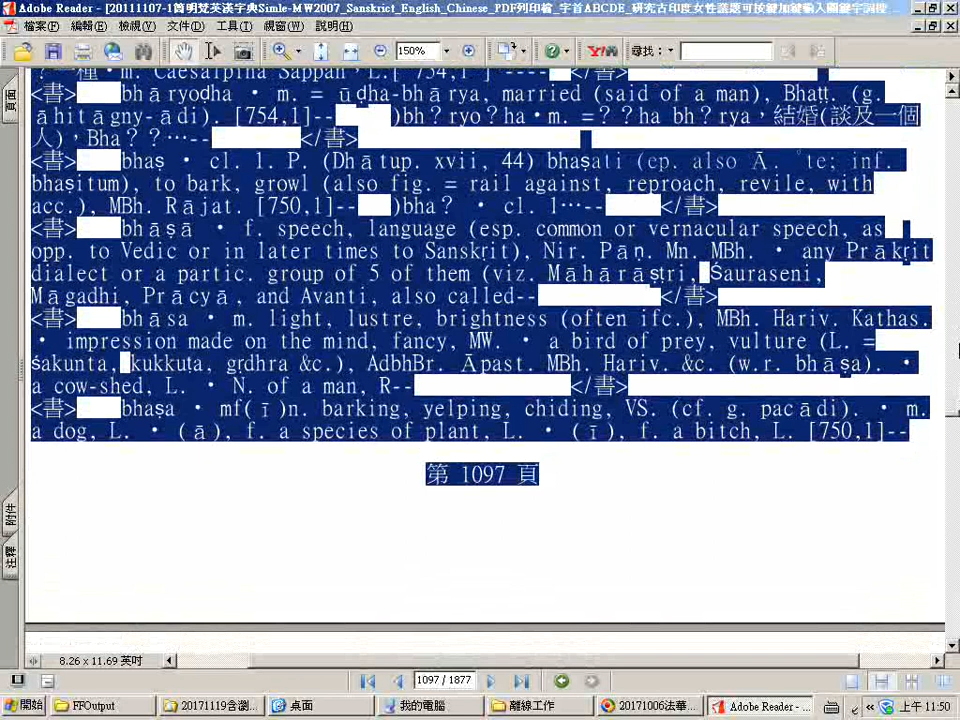 Adobe Reader - [20111107-1簡明梵英漢字典Simle-MW2007_Sanskrict_English_Chinese_PDF列印檔_字首ABCDE_研究古印度女性議題可按鍵加鍵輸入關鍵字詞搜
檔案(F) 編輯(E) 檢視(V) 文件(D) 工具(T) 視窗(W) 說明(H)
150% 尋找:
?一種·m. Caesalpina Sappan,L.[ 754,1 ] ---- </書>
<書> bhāryoḍha · m. = ūḍha-bhārya, married (said of a man), Bhaṭṭ. (g.
āhitāgny-ādi). [754,1]-- )bh?ryo?ha·m. =??ha bh?rya,結婚(談及一個
人), Bha??…-- </書>
<書> bhaṣ · cl. 1. P. (Dhātup. xvii, 44) bhaṣati (ep. also Ā. °te; inf.
bhaṣitum), to bark, growl (also fig. = rail against, reproach, revile, with
acc.), MBh. Rājat. [750,1]-- )bha? · cl. 1…-- </書>
<書> bhāṣā · f. speech, language (esp. common or vernacular speech, as
opp. to Vedic or in later times to Sanskṛit), Nir. Pāṇ. Mn. MBh. · any Prākṛit
dialect or a partic. group of 5 of them (viz. Māhārāṣṭri, Śauraseni,
Māgadhi, Prācyā, and Avanti, also called-- </書>
<書> bhāsa · m. light, lustre, brightness (often ifc.), MBh. Hariv. Kathas.
· impression made on the mind, fancy, MW. · a bird of prey, vulture (L. =
śakunta, kukkuṭa, gṛdhra &c.), AdbhBr. Āpast. MBh. Hariv. &c. (w.r. bhāṣa). ·
a cow-shed, L. · N. of a man, R-- </書>
<書> bhaṣa · mf(ī)n. barking, yelping, chiding, VS. (cf. g. pacādi). · m.
a dog, L. · (ā), f. a species of plant, L. · (ī), f. a bitch, L. [750,1]--
第 1097 頁
頁面
附件
注釋
8.26 x 11.69 英吋
1097 / 1877
開始 FFOutput 20171119含瀏... 桌面 我的電腦 離線工作 20171006法華... Adobe Reader - ... 上午 11:50